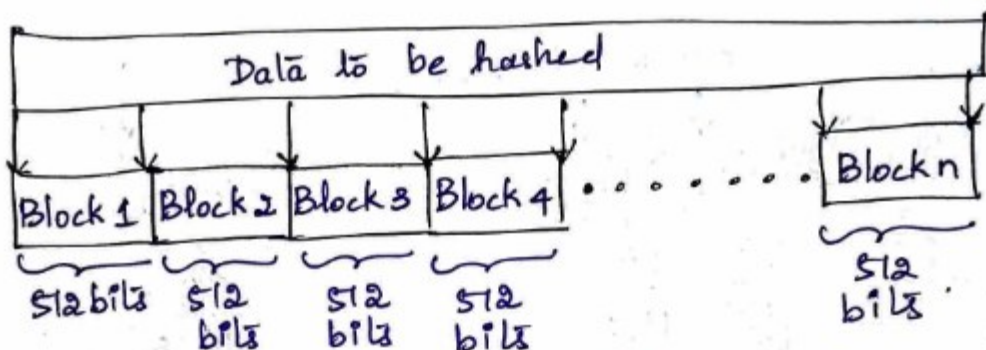 Data to be hashed
Block 1 Block 2 Block 3 Block 4 ........ Block n
512 bits 512 bits 512 bits 512 bits 512 bits